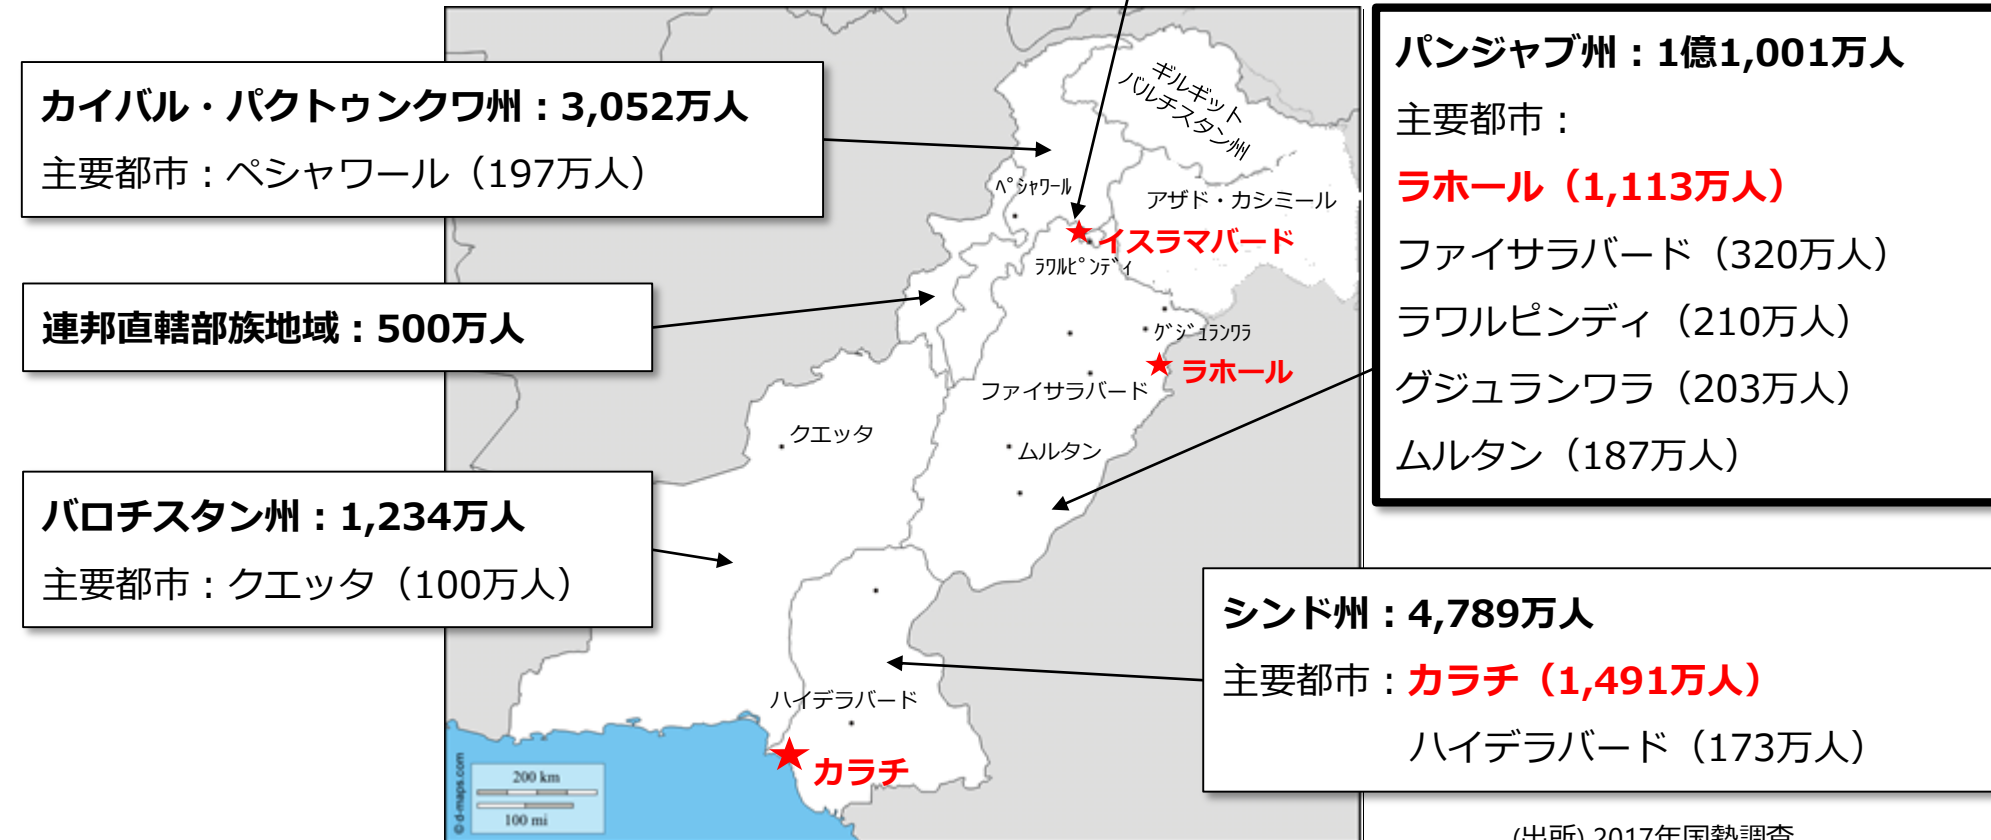 カイバル・パクトゥンクワ州：3,052万人
主要都市：ペシャワール（197万人）
連邦直轄部族地域：500万人
バロチスタン州：1,234万人
主要都市：クエッタ（100万人）
ギルギット
バルチスタン州
ﾍﾟｼｬﾜｰﾙ
アザド・カシミール
イスラマバード
ﾗﾜﾙﾋﾟﾝﾃﾞｨ
ｸﾞｼﾞｭﾗﾝﾜﾗ
ラホール
ファイサラバード
クエッタ
ムルタン
ハイデラバード
カラチ
200 km
100 mi
© d-maps.com
パンジャブ州：1億1,001万人
主要都市：
ラホール（1,113万人）
ファイサラバード（320万人）
ラワルピンディ（210万人）
グジュランワラ（203万人）
ムルタン（187万人）
シンド州：4,789万人
主要都市：カラチ（1,491万人）
ハイデラバード（173万人）
(出所) 2017年国勢調査